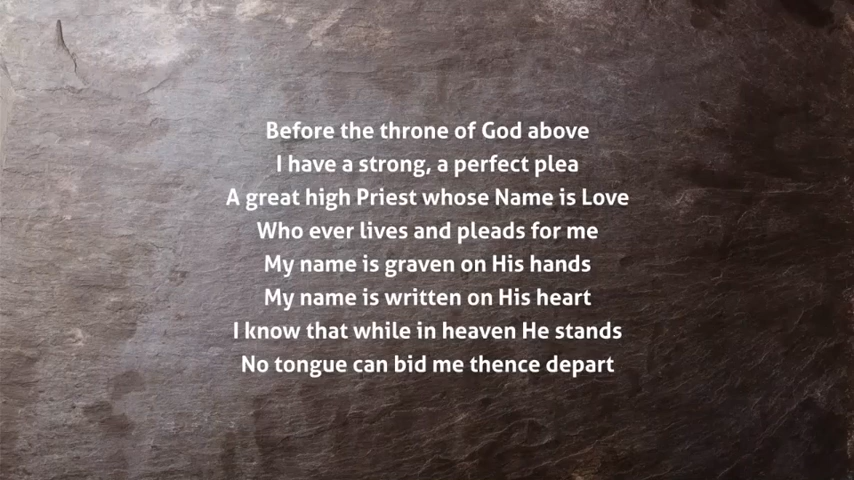 Before the throne of God above
I have a strong, a perfect plea
A great high Priest whose Name is Love
Who ever lives and pleads for me
My name is graven on His hands
My name is written on His heart
I know that while in heaven He stands
No tongue can bid me thence depart